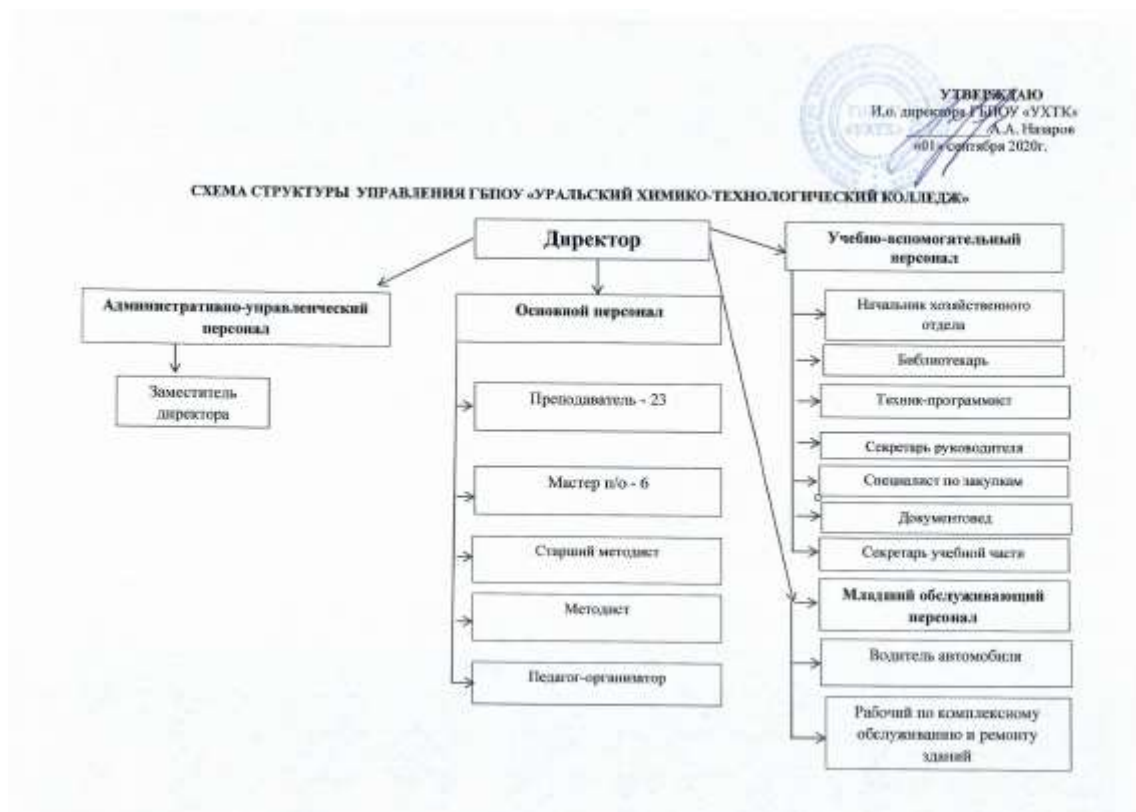 УТВЕРЖДАЮ
И.о. директора ГБПОУ «УХТК»
А.А. Назаров
«01» сентября 2020г.
СХЕМА СТРУКТУРЫ УПРАВЛЕНИЯ ГБПОУ «УРАЛЬСКИЙ ХИМИКО-ТЕХНОЛОГИЧЕСКИЙ КОЛЛЕДЖ»
Директор
Административно-управленческий
персонал
Заместитель
директора
Основной персонал
Преподаватель - 23
Мастер п/о - 6
Старший методист
Методист
Педагог-организатор
Учебно-вспомогательный
персонал
Начальник хозяйственного
отдела
Библиотекарь
Техник-программист
Секретарь руководителя
Специалист по закупкам
Документовед
Секретарь учебной части
Младший обслуживающий
персонал
Водитель автомобиля
Рабочий по комплексному
обслуживанию и ремонту
зданий